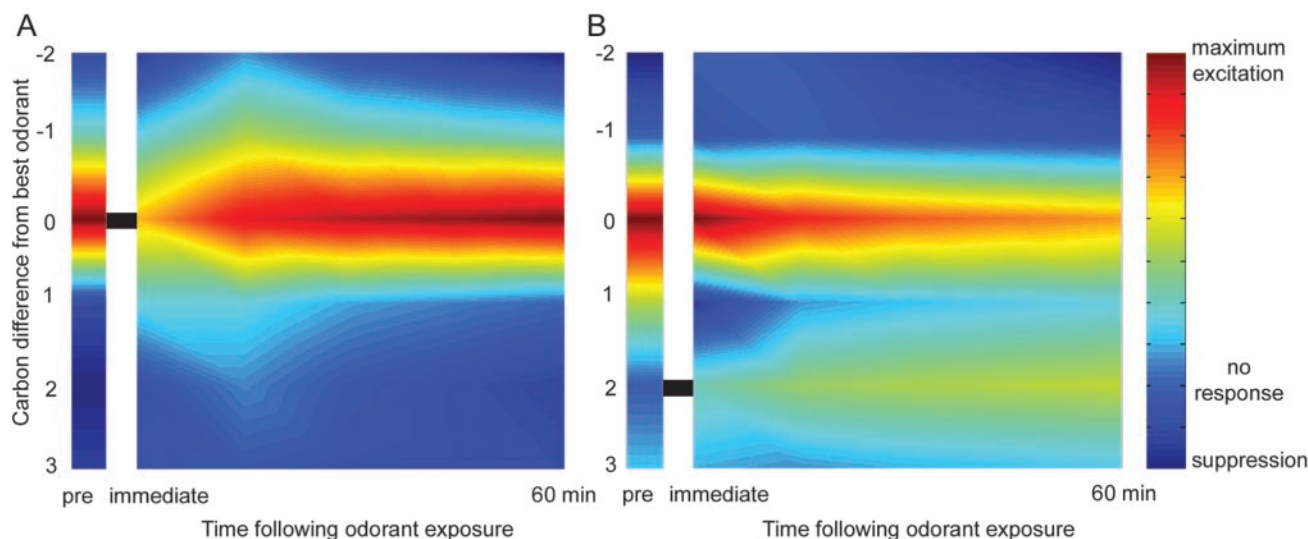 A
B
Carbon difference from best odorant
-2
-1
0
1
2
3
pre immediate 60 min
Time following odorant exposure
-2
-1
0
1
2
3
pre immediate 60 min
Time following odorant exposure
maximum
excitation
no
response
suppression